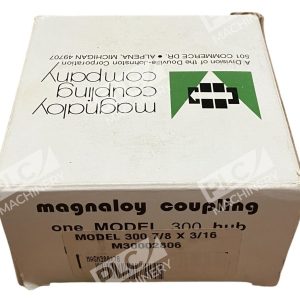 501 COMMERCE DR. • ALPENA, MICHIGAN 49707
A Division of the Douville-Johnston Corporation
magnaloy
coupling
company
magnaloy coupling
one MODEL 300 hub
MODEL 300 7/8 X 3/16
M30002806
PLC
MACHINERY